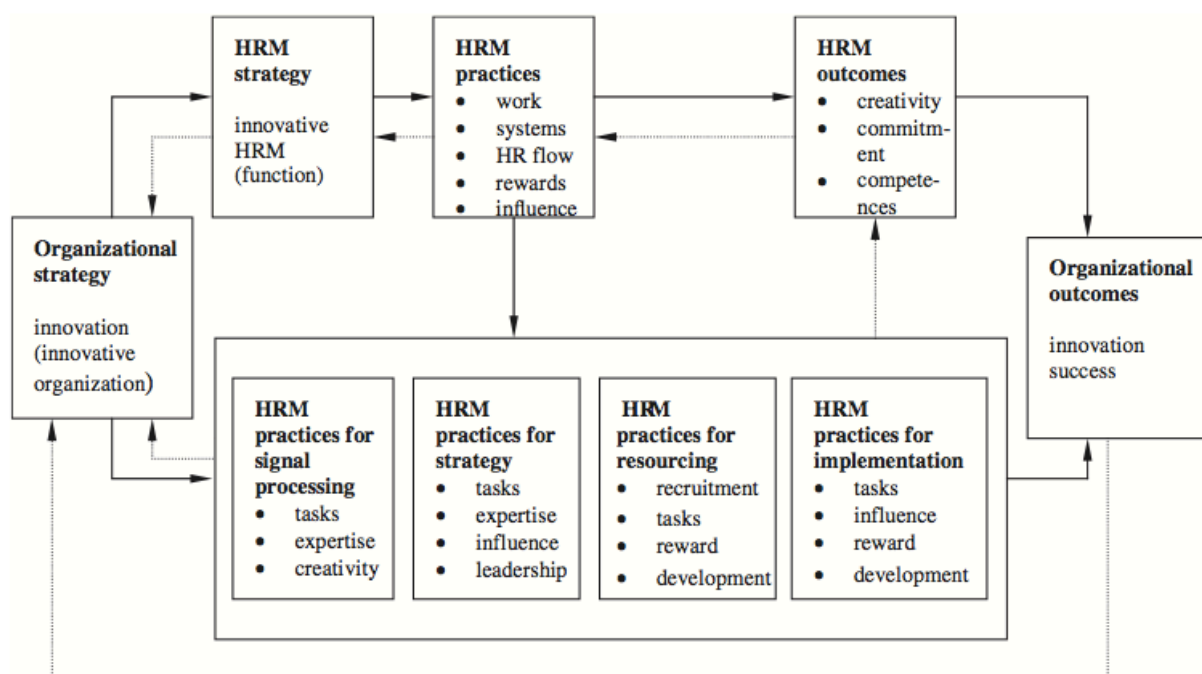 HRM
strategy
innovative
HRM
(function)
HRM
practices
• work
• systems
• HR flow
• rewards
• influence
HRM
outcomes
• creativity
• commitm-
ent
• compete-
nces
Organizational
strategy
innovation
(innovative
organization)
Organizational
outcomes
innovation
success
HRM
practices for
signal
processing
• tasks
• expertise
• creativity
HRM
practices for
strategy
• tasks
• expertise
• influence
• leadership
HRM
practices for
resourcing
• recruitment
• tasks
• reward
• development
HRM
practices for
implementation
• tasks
• influence
• reward
• development